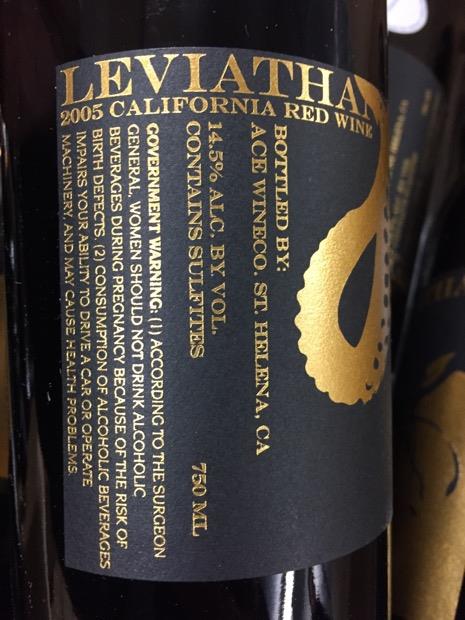 LEVIATHAN
2005 CALIFORNIA RED WINE
BOTTLED BY:
ACE WINECO. ST. HELENA, CA
14.5% ALC. BY VOL.
CONTAINS SULFITES 750 ML
GOVERNMENT WARNING: (1) ACCORDING TO THE SURGEON
GENERAL, WOMEN SHOULD NOT DRINK ALCOHOLIC
BEVERAGES DURING PREGNANCY BECAUSE OF THE RISK OF
BIRTH DEFECTS. (2) CONSUMPTION OF ALCOHOLIC BEVERAGES
IMPAIRS YOUR ABILITY TO DRIVE A CAR OR OPERATE
MACHINERY, AND MAY CAUSE HEALTH PROBLEMS.